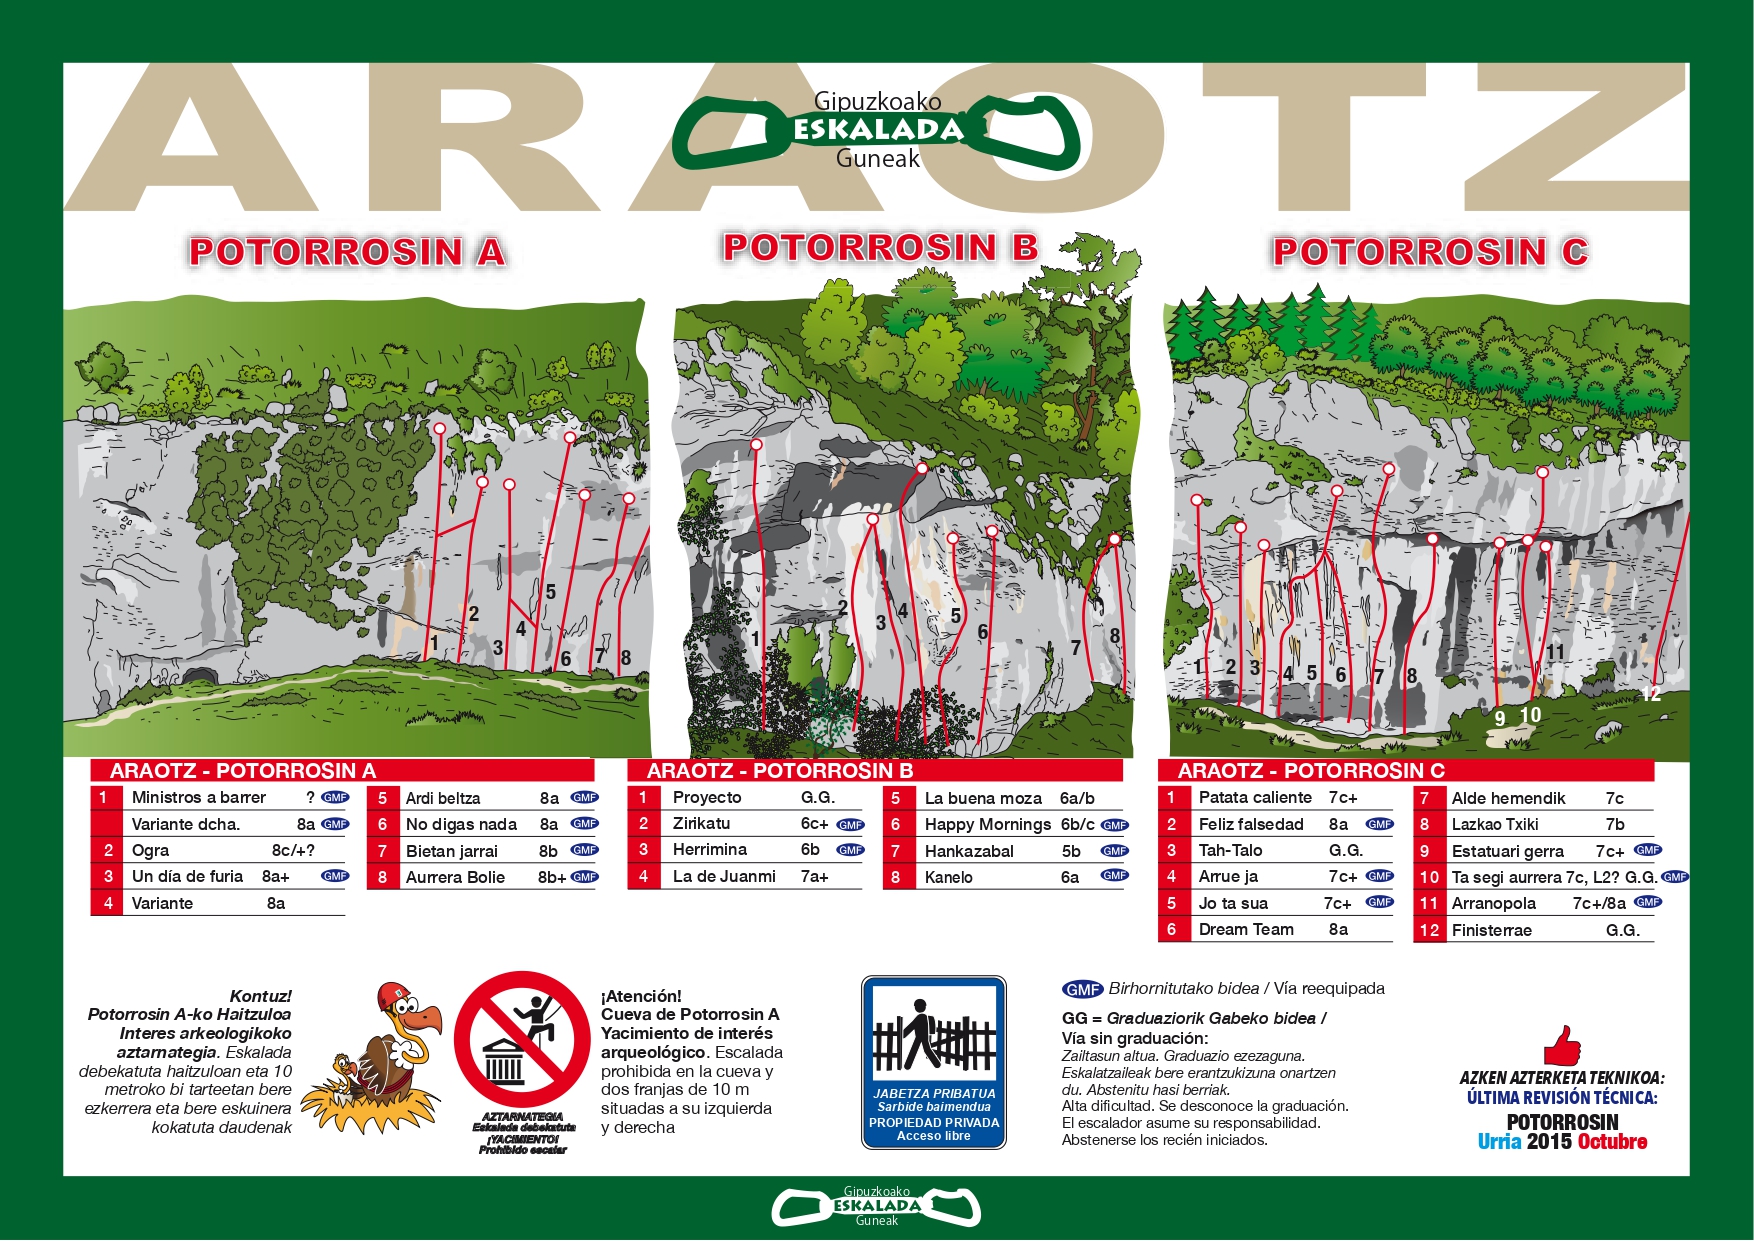 ARAOTZ
Gipuzkoako
ESKALADA
Guneak
POTORROSIN A
POTORROSIN B
POTORROSIN C
1 2 3 4 5 6 7 8
1 2 3 4 5 6 7 8
1 2 3 4 5 6 7 8 9 10 11 12
ARAOTZ - POTORROSIN A
1 Ministros a barrer ? GMF
Variante dcha. 8a GMF
2 Ogra 8c/+?
3 Un día de furia 8a+ GMF
4 Variante 8a
5 Ardi beltza 8a GMF
6 No digas nada 8a GMF
7 Bietan jarrai 8b GMF
8 Aurrera Bolie 8b+ GMF
ARAOTZ - POTORROSIN B
1 Proyecto G.G.
2 Zirikatu 6c+ GMF
3 Herrimina 6b GMF
4 La de Juanmi 7a+
5 La buena moza 6a/b
6 Happy Mornings 6b/c GMF
7 Hankazabal 5b GMF
8 Kanelo 6a GMF
ARAOTZ - POTORROSIN C
1 Patata caliente 7c+
2 Feliz falsedad 8a GMF
3 Tah-Talo G.G.
4 Arrue ja 7c+ GMF
5 Jo ta sua 7c+ GMF
6 Dream Team 8a
7 Alde hemendik 7c
8 Lazkao Txiki 7b
9 Estatuari gerra 7c+ GMF
10 Ta segi aurrera 7c, L2? G.G. GMF
11 Arranopola 7c+/8a GMF
12 Finisterrae G.G.
Kontuz!
Potorrosin A-ko Haitzuloa
Interes arkeologikoko
aztarnategia. Eskalada
debekatuta haitzuloan eta 10
metroko bi tarteetan bere
ezkerrera eta bere eskuinera
kokatuta daudenak
AZTARNATEGIA
Eskalada debekatuta
¡YACIMIENTO!
Prohibido escalar
¡Atención!
Cueva de Potorrosin A
Yacimiento de interés
arqueológico. Escalada
prohibida en la cueva y
dos franjas de 10 m
situadas a su izquierda
y derecha
JABETZA PRIBATUA
Sarbide baimendua
PROPIEDAD PRIVADA
Acceso libre
GMF Birhornitutako bidea / Vía reequipada
GG = Graduaziorik Gabeko bidea /
Vía sin graduación:
Zailtasun altua. Graduazio ezezaguna.
Eskalatzaileak bere erantzukizuna onartzen
du. Abstenitu hasi berriak.
Alta dificultad. Se desconoce la graduación.
El escalador asume su responsabilidad.
Abstenerse los recién iniciados.
AZKEN AZTERKETA TEKNIKOA:
ÚLTIMA REVISIÓN TÉCNICA:
POTORROSIN
Urria 2015 Octubre
Gipuzkoako
ESKALADA
Guneak